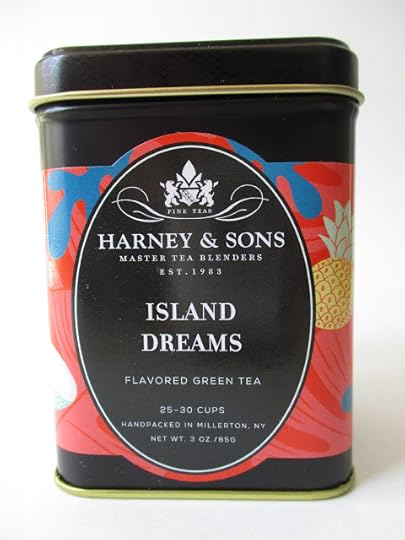 FINE TEAS
HARNEY & SONS
MASTER TEA BLENDERS
EST. 1983
ISLAND
DREAMS
FLAVORED GREEN TEA
25-30 CUPS
HANDPACKED IN MILLERTON, NY
NET WT. 3 OZ./85G